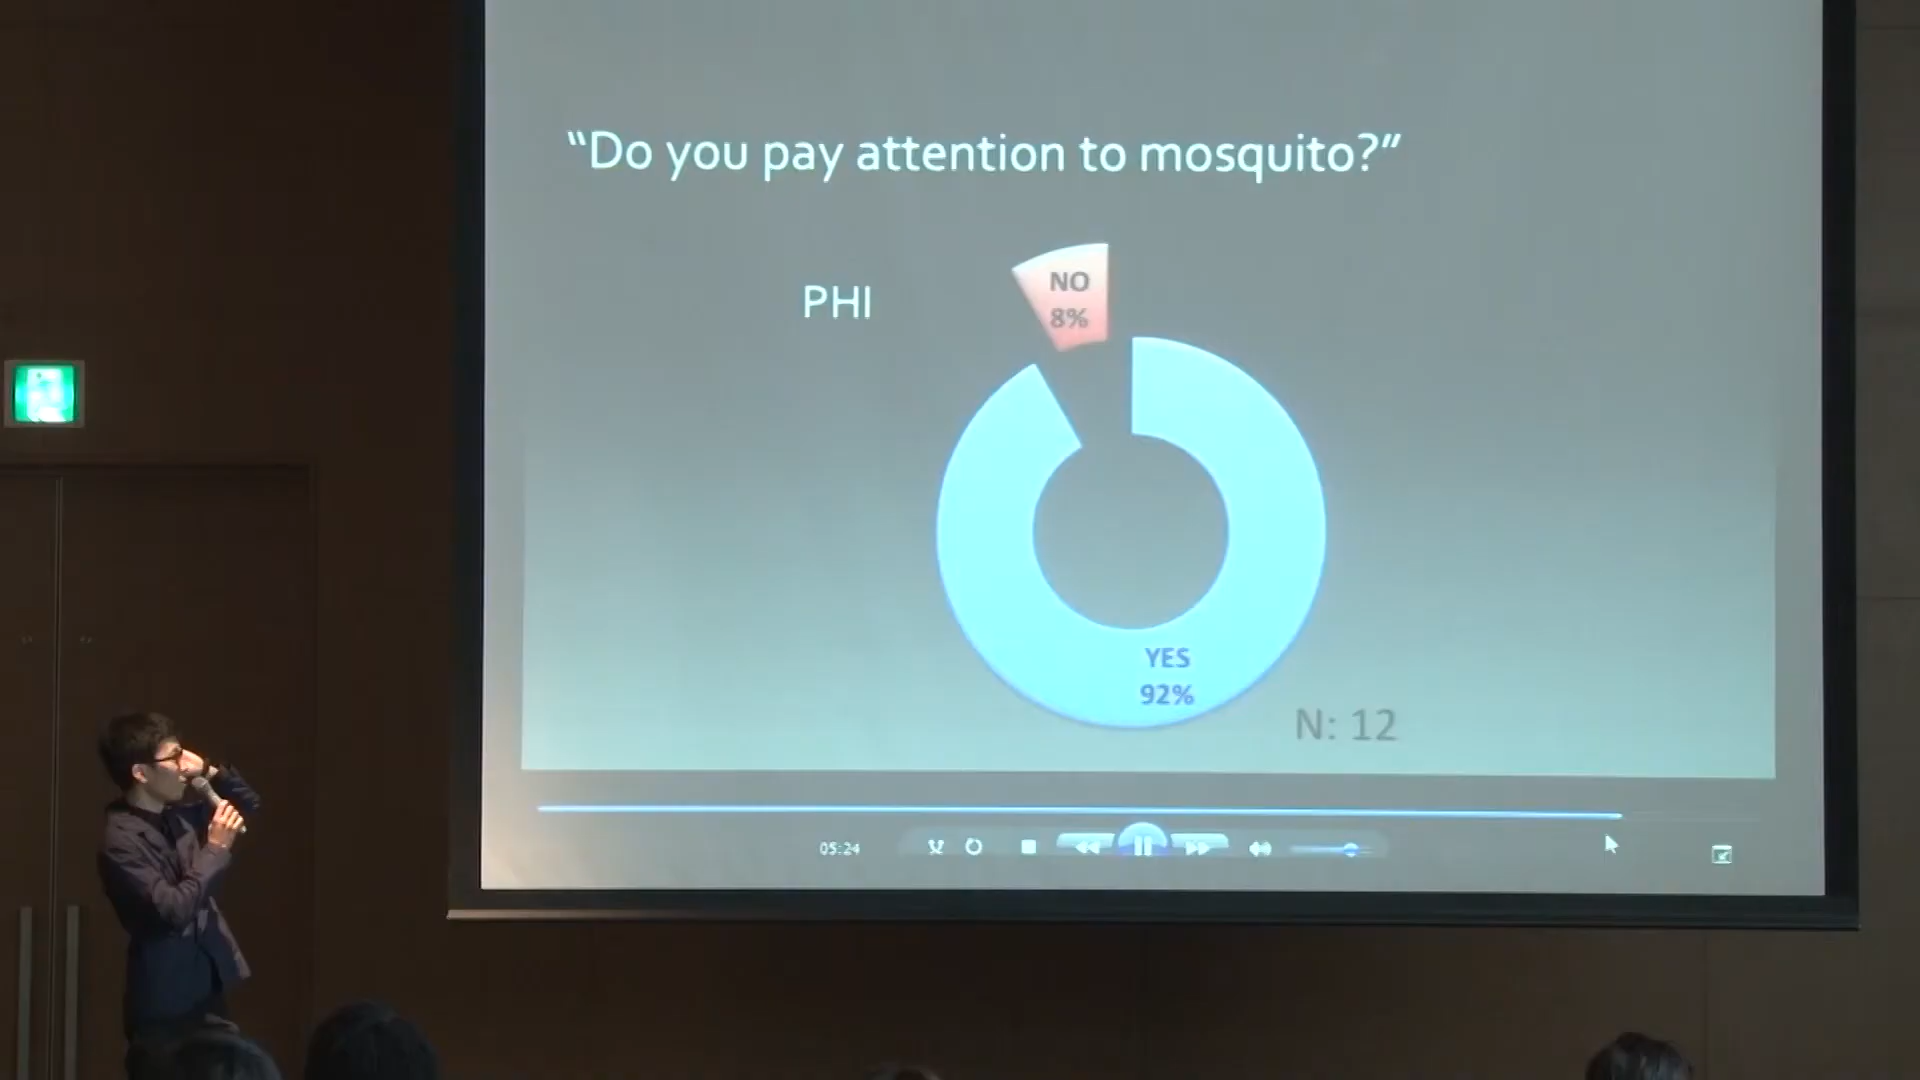 “Do you pay attention to mosquito?”
PHI
NO
8%
YES
92%
N: 12
05:24